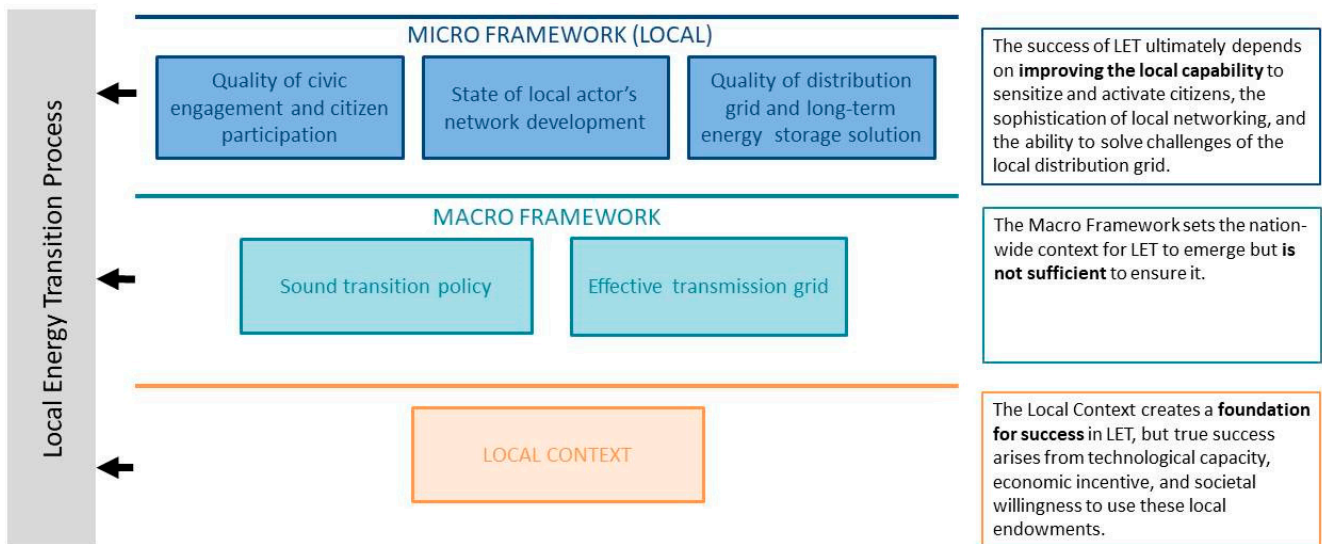 Local Energy Transition Process
MICRO FRAMEWORK (LOCAL)
Quality of civic
engagement and citizen
participation
State of local actor's
network development
Quality of distribution
grid and long-term
energy storage solution
The success of LET ultimately depends
on improving the local capability to
sensitize and activate citizens, the
sophistication of local networking, and
the ability to solve challenges of the
local distribution grid.
MACRO FRAMEWORK
Sound transition policy
Effective transmission grid
The Macro Framework sets the nation-
wide context for LET to emerge but is
not sufficient to ensure it.
LOCAL CONTEXT
The Local Context creates a foundation
for success in LET, but true success
arises from technological capacity,
economic incentive, and societal
willingness to use these local
endowments.